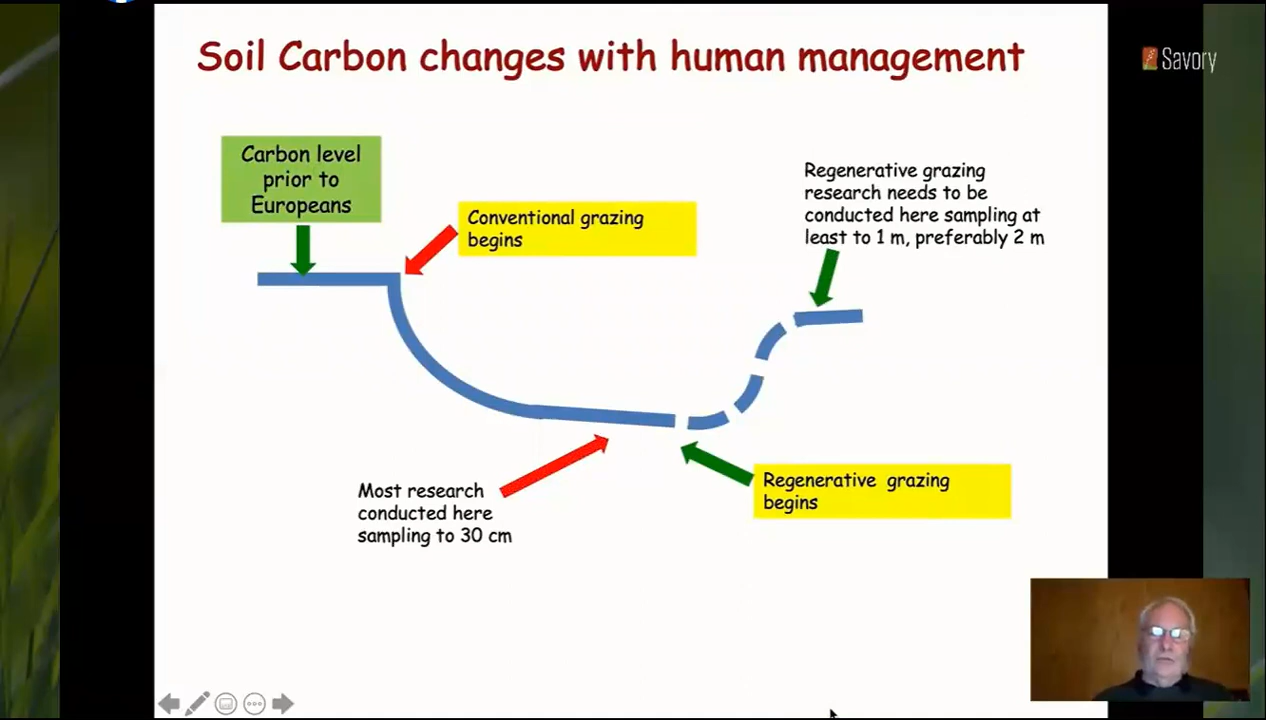 Soil Carbon changes with human management
Savory
Carbon level
prior to
Europeans
Conventional grazing
begins
Regenerative grazing
research needs to be
conducted here sampling at
least to 1 m, preferably 2 m
Most research
conducted here
sampling to 30 cm
Regenerative grazing
begins